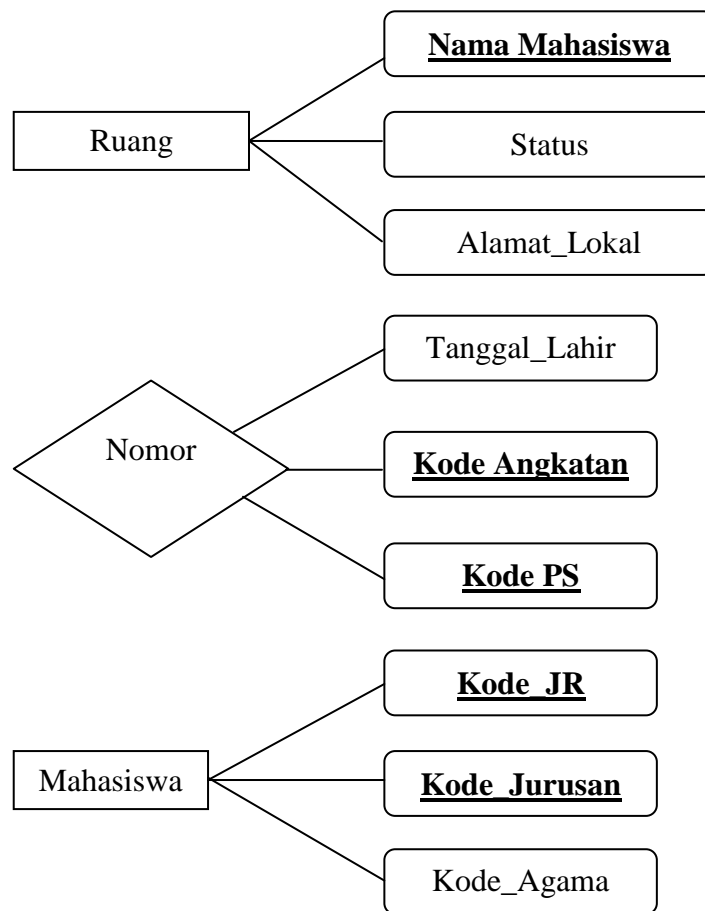 Nama Mahasiswa
Ruang
Status
Alamat_Lokal
Tanggal_Lahir
Nomor
Kode Angkatan
Kode PS
Kode_JR
Mahasiswa
Kode_Jurusan
Kode_Agama